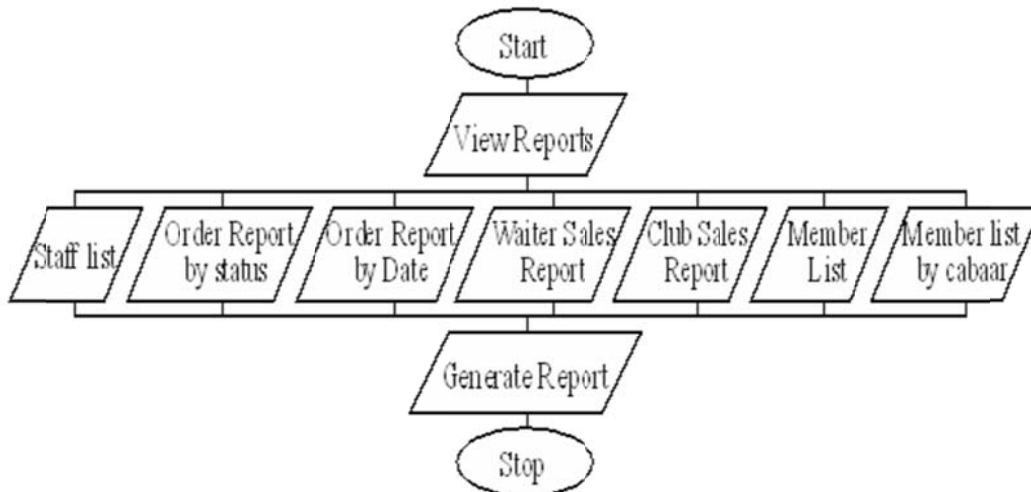 Start
View Reports
Staff list
Order Report
by status
Order Report
by Date
Waiter Sales
Report
Club Sales
Report
Member
List
Member list
by cabaar
Generate Report
Stop